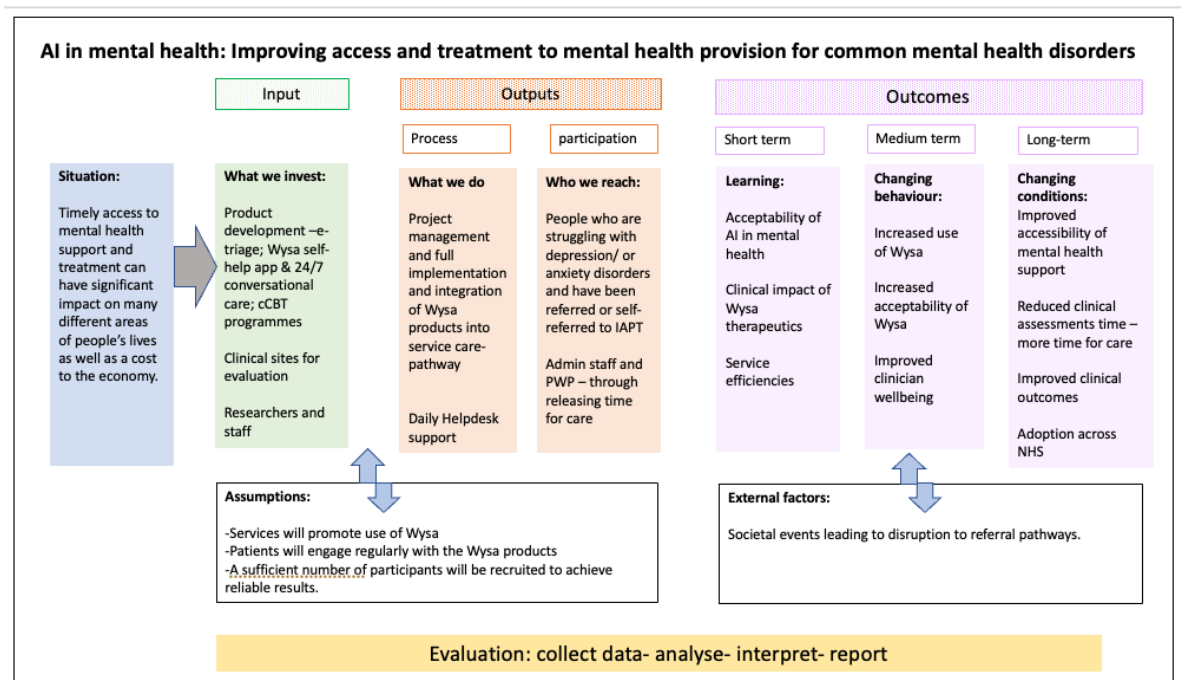 AI in mental health: Improving access and treatment to mental health provision for common mental health disorders
Input
Outputs
Outcomes
Process
participation
Short term
Medium term
Long-term
Situation:
Timely access to
mental health
support and
treatment can
have significant
impact on many
different areas
of people's lives
as well as a cost
to the economy.
What we invest:
Product
development –e-
triage; Wysa self-
help app & 24/7
conversational
care; cCBT
programmes
Clinical sites for
evaluation
Researchers and
staff
What we do
Project
management
and full
implementation
and integration
of Wysa
products into
service care-
pathway
Daily Helpdesk
support
Who we reach:
People who are
struggling with
depression/ or
anxiety disorders
and have been
referred or self-
referred to IAPT
Admin staff and
PWP – through
releasing time
for care
Learning:
Acceptability of
AI in mental
health
Clinical impact of
Wysa
therapeutics
Service
efficiencies
Changing
behaviour:
Increased use
of Wysa
Increased
acceptability of
Wysa
Improved
clinician
wellbeing
Changing
conditions:
Improved
accessibility of
mental health
support
Reduced clinical
assessments time –
more time for care
Improved clinical
outcomes
Adoption across
NHS
Assumptions:
-Services will promote use of Wysa
-Patients will engage regularly with the Wysa products
-A sufficient number of participants will be recruited to achieve
reliable results.
External factors:
Societal events leading to disruption to referral pathways.
Evaluation: collect data- analyse- interpret- report